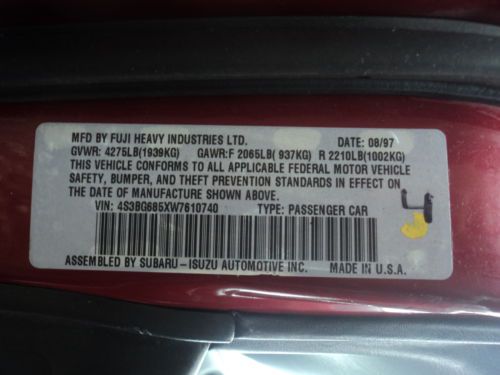 MFD BY FUJI HEAVY INDUSTRIES LTD. DATE: 08/97
GVWR: 4275LB(1939KG) GAWR:F 2065LB( 937KG) R 2210LB(1002KG)
THIS VEHICLE CONFORMS TO ALL APPLICABLE FEDERAL MOTOR VEHICLE
SAFETY, BUMPER, AND THEFT PREVENTION STANDARDS IN EFFECT ON
THE DATE OF MANUFACTURE SHOWN ABOVE.
VIN: 4S3BG685XW7610740 TYPE: PASSENGER CAR
4
ASSEMBLED BY SUBARU-ISUZU AUTOMOTIVE INC. MADE IN U.S.A.